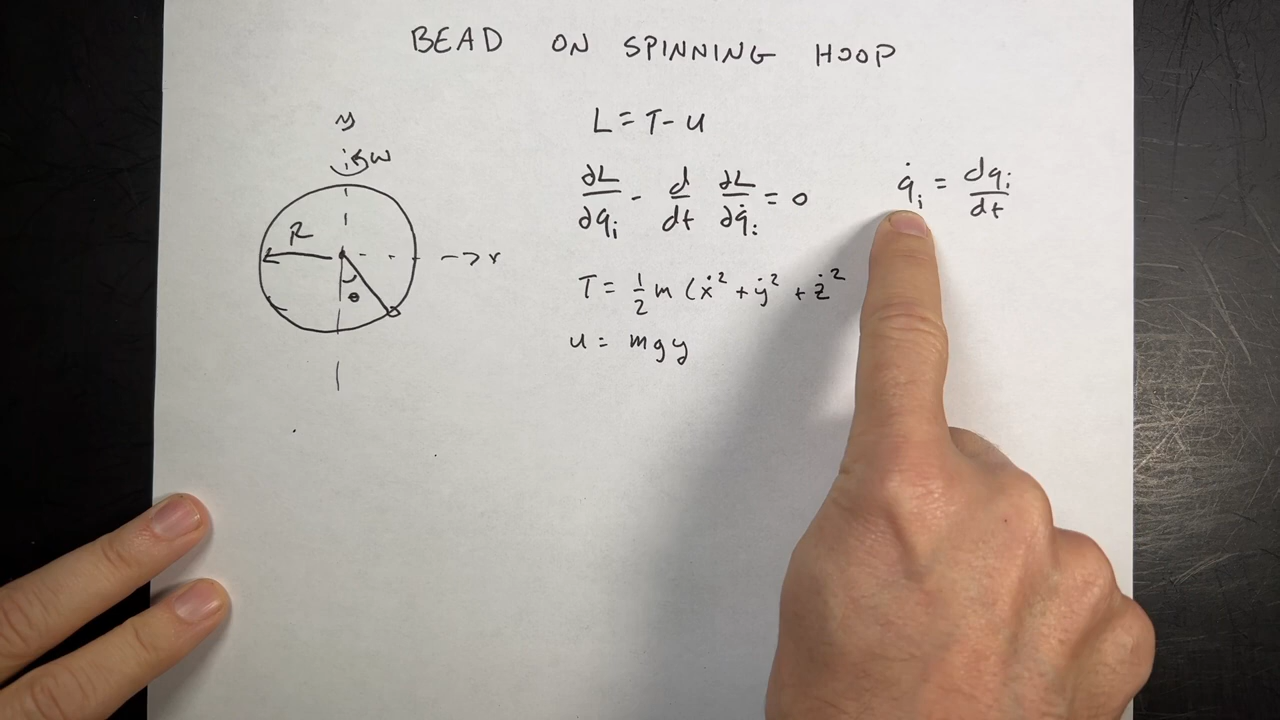 BEAD ON SPINNING HOOP
y
ω
R
θ
--> r
L = T - U
∂L/∂qᵢ - d/dt ∂L/∂q̇ᵢ = 0
q̇ᵢ = dqᵢ/dt
T = 1/2 m (ẋ² + ẏ² + ż²
U = mgy